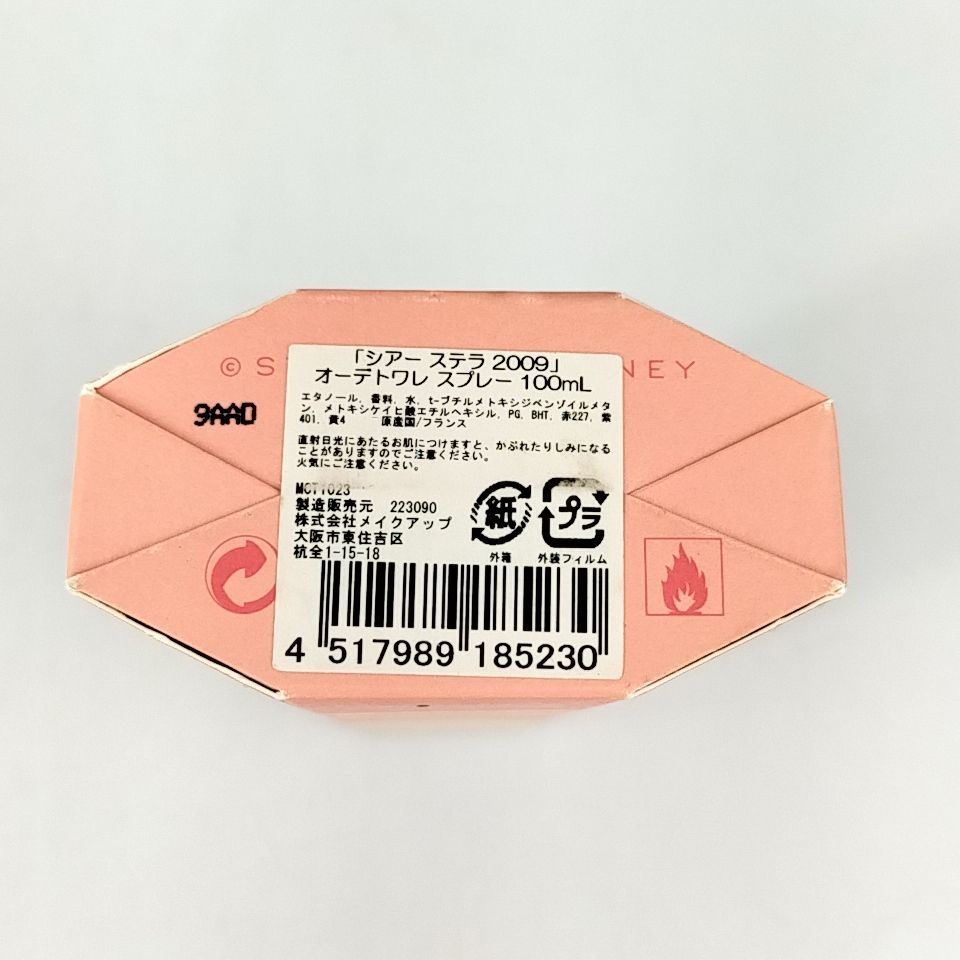 「シアー ステラ 2009」
オーデトワレ スプレー 100mL
© S NEY
9AAD
エタノール, 香料, 水, t-ブチルメトキシジベンゾイルメタ
ン, メトキシケイヒ酸エチルヘキシル, PG, BHT, 赤227, 紫
401, 黄4 原産国/フランス
直射日光にあたるお肌につけますと、かぶれたりしみになる
ことがありますのでご注意ください。
火気にご注意ください。
MCT1023
製造販売元 223090
株式会社メイクアップ
大阪市東住吉区
杭全1-15-18
紙
プラ
外箱 外装フィルム
4 517989 185230